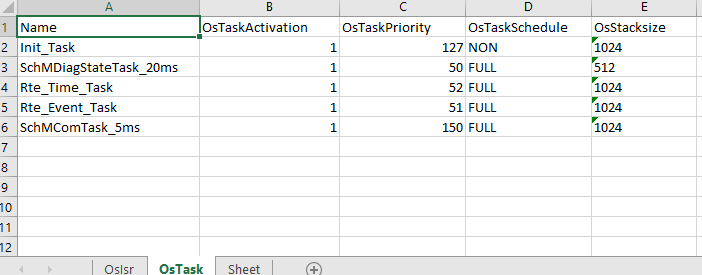 A B C D E
1 Name OsTaskActivation OsTaskPriority OsTaskSchedule OsStacksize
2 Init_Task 1 127 NON 1024
3 SchMDiagStateTask_20ms 1 50 FULL 512
4 Rte_Time_Task 1 52 FULL 1024
5 Rte_Event_Task 1 51 FULL 1024
6 SchMComTask_5ms 1 150 FULL 1024
7
8
9
10
11
12
OsIsr OsTask Sheet